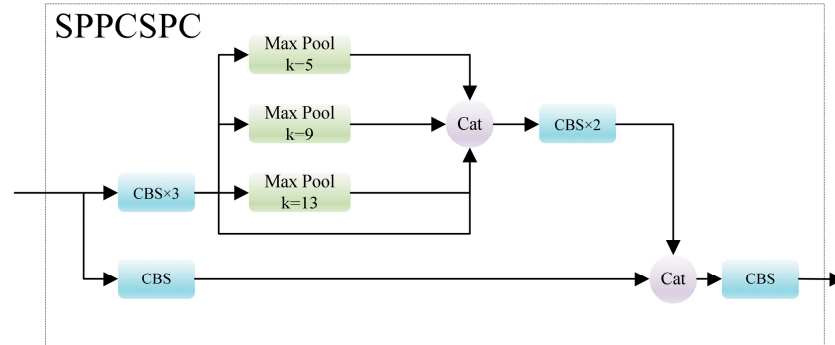 SPPCSPC
Max Pool
k−5
Max Pool
k−9
Cat
CBS×2
CBS×3
Max Pool
k=13
CBS
Cat
CBS